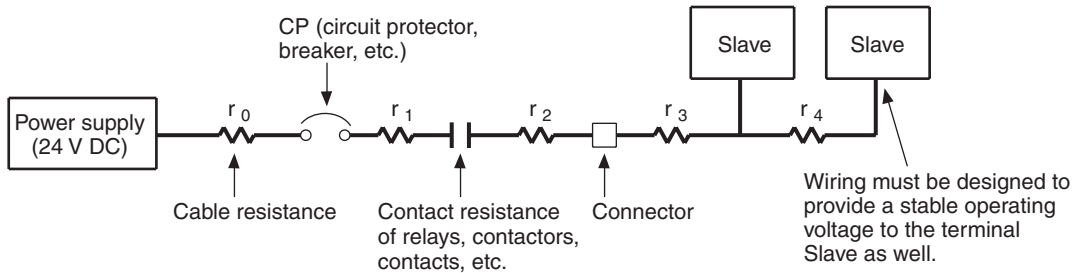 CP (circuit protector,
breaker, etc.)
Slave
Slave
Power supply
(24 V DC)
r 0
r 1
r 2
r 3
r 4
Cable resistance
Contact resistance
of relays, contactors,
contacts, etc.
Connector
Wiring must be designed to
provide a stable operating
voltage to the terminal
Slave as well.